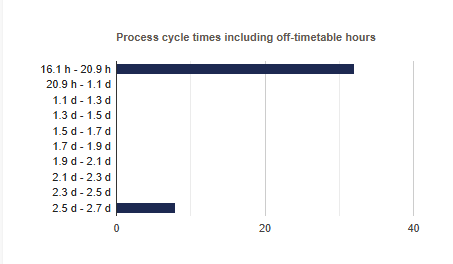 Process cycle times including off-timetable hours
16.1 h - 20.9 h
20.9 h - 1.1 d
1.1 d - 1.3 d
1.3 d - 1.5 d
1.5 d - 1.7 d
1.7 d - 1.9 d
1.9 d - 2.1 d
2.1 d - 2.3 d
2.3 d - 2.5 d
2.5 d - 2.7 d
0 20 40